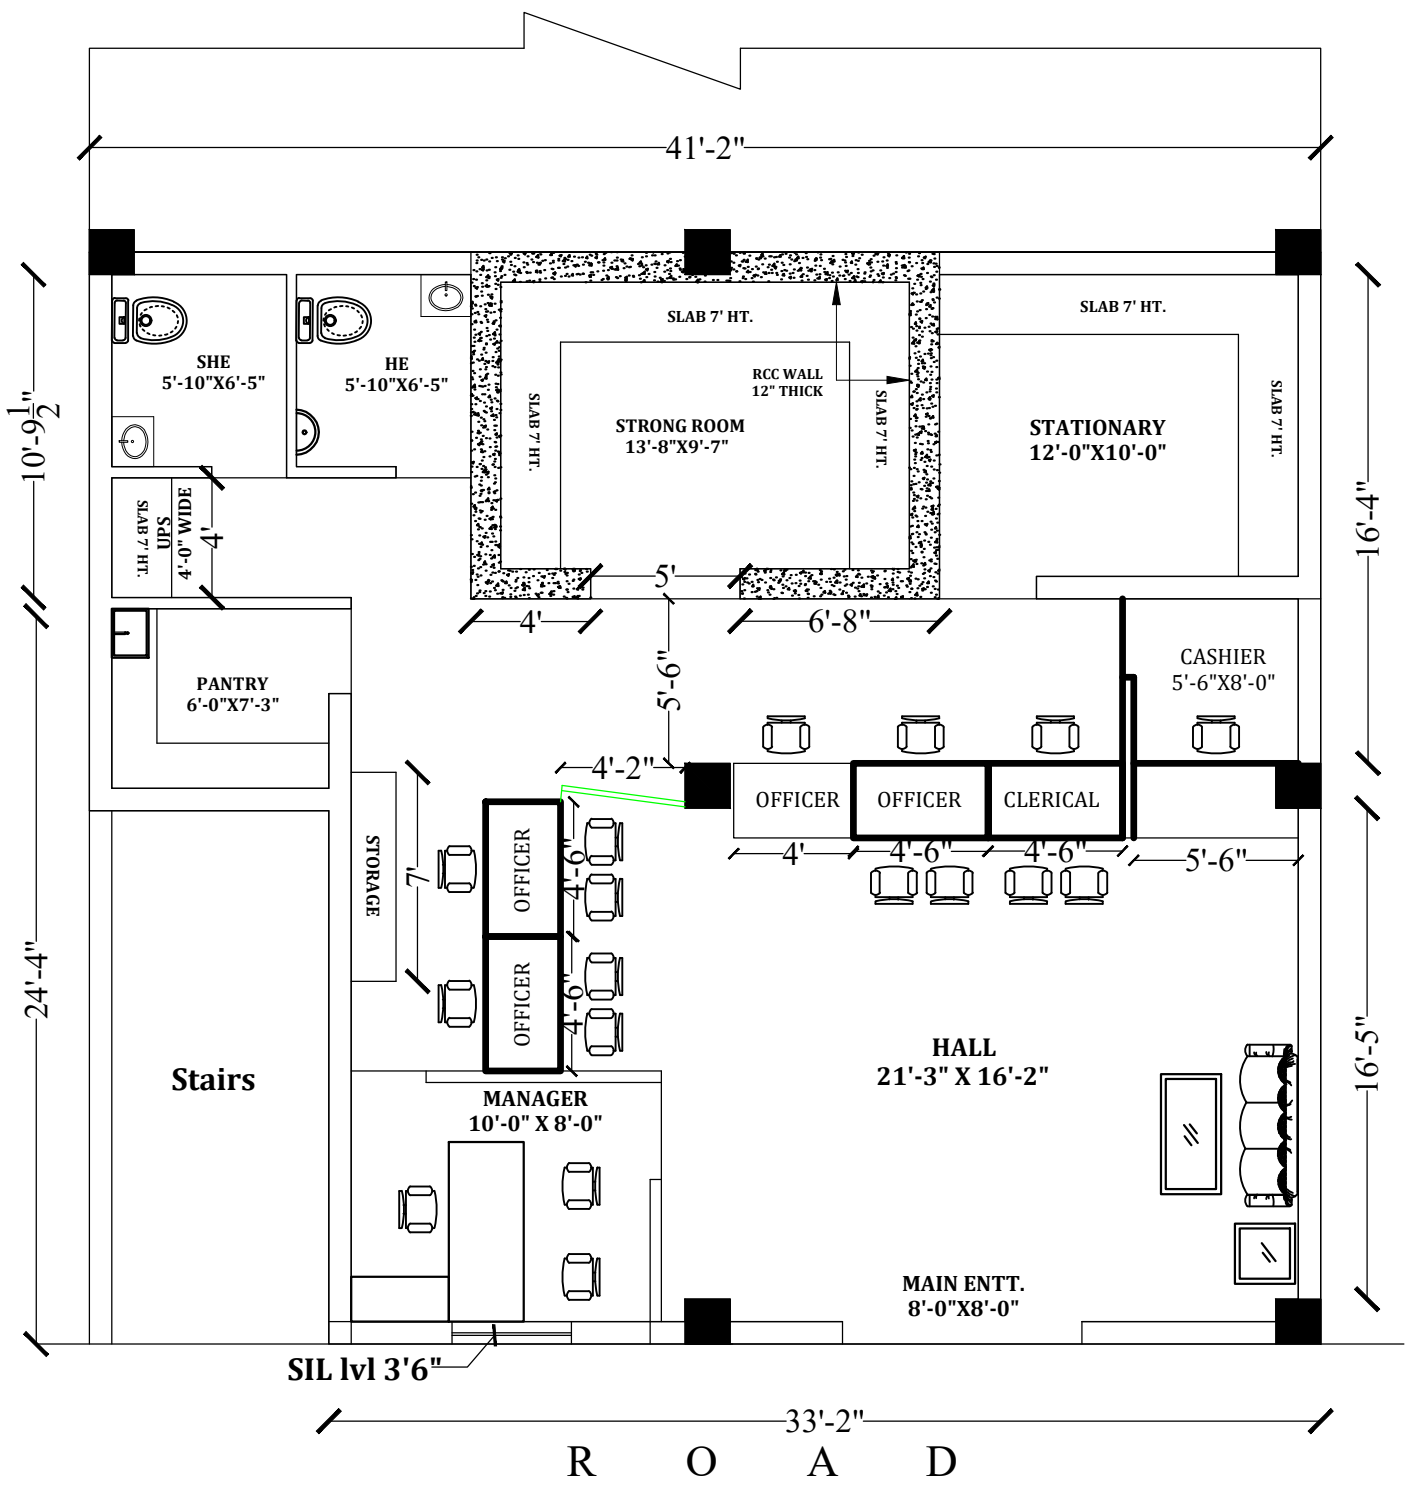 41'-2"
10'-9 1/2"
SHE
5'-10"X6'-5"
HE
5'-10"X6'-5"
SLAB 7' HT.
SLAB 7' HT.
STRONG ROOM
13'-8"X9'-7"
RCC WALL
12" THICK
SLAB 7' HT.
SLAB 7' HT.
STATIONARY
12'-0"X10'-0"
SLAB 7' HT.
16'-4"
SLAB 7' HT.
UPS
4'-0" WIDE
4'
5'
4'
6'-8"
5'-6"
CASHIER
5'-6"X8'-0"
PANTRY
6'-0"X7'-3"
4'-2"
OFFICER
OFFICER
CLERICAL
4'
4'-6"
4'-6"
5'-6"
STORAGE
7'
OFFICER
4'-6"
OFFICER
4'-6"
24'-4"
Stairs
HALL
21'-3" X 16'-2"
16'-5"
MANAGER
10'-0" X 8'-0"
MAIN ENTT.
8'-0"X8'-0"
SIL lvl 3'6"
33'-2"
R O A D